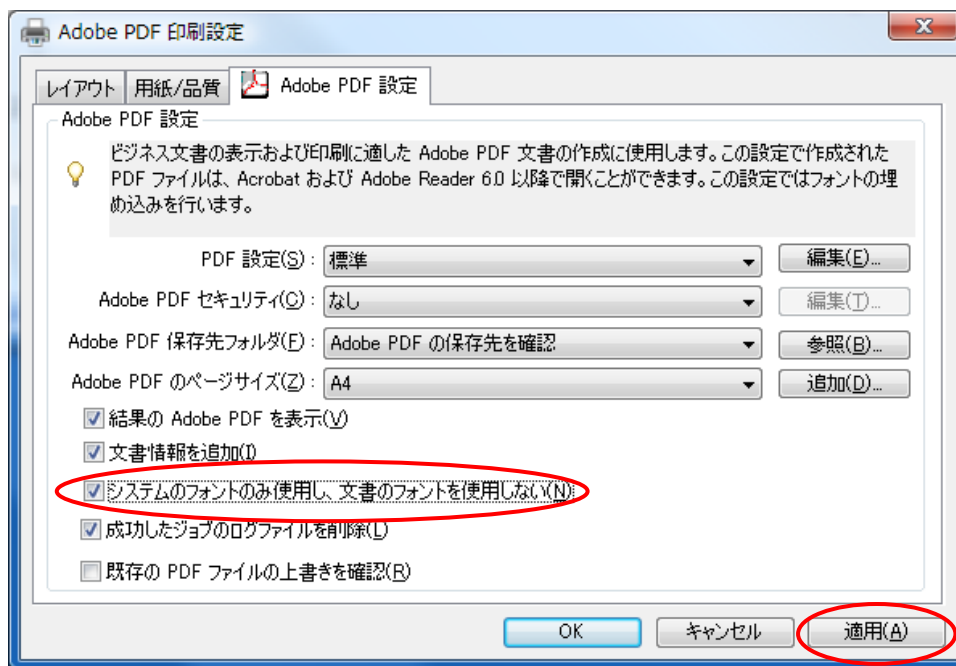 Adobe PDF 印刷設定
レイアウト 用紙/品質 Adobe PDF 設定
Adobe PDF 設定
ビジネス文書の表示および印刷に適した Adobe PDF 文書の作成に使用します。この設定で作成された
PDF ファイルは、Acrobat および Adobe Reader 6.0 以降で開くことができます。この設定ではフォントの埋
め込みを行います。
PDF 設定(S): 標準 編集(E)...
Adobe PDF セキュリティ(C): なし 編集(T)...
Adobe PDF 保存先フォルダ(F): Adobe PDF の保存先を確認 参照(B)...
Adobe PDF のページサイズ(Z): A4 追加(D)...
結果の Adobe PDF を表示(V)
文書情報を追加(I)
システムのフォントのみ使用し、文書のフォントを使用しない(N)
成功したジョブのログファイルを削除(L)
既存の PDF ファイルの上書きを確認(R)
OK キャンセル 適用(A)